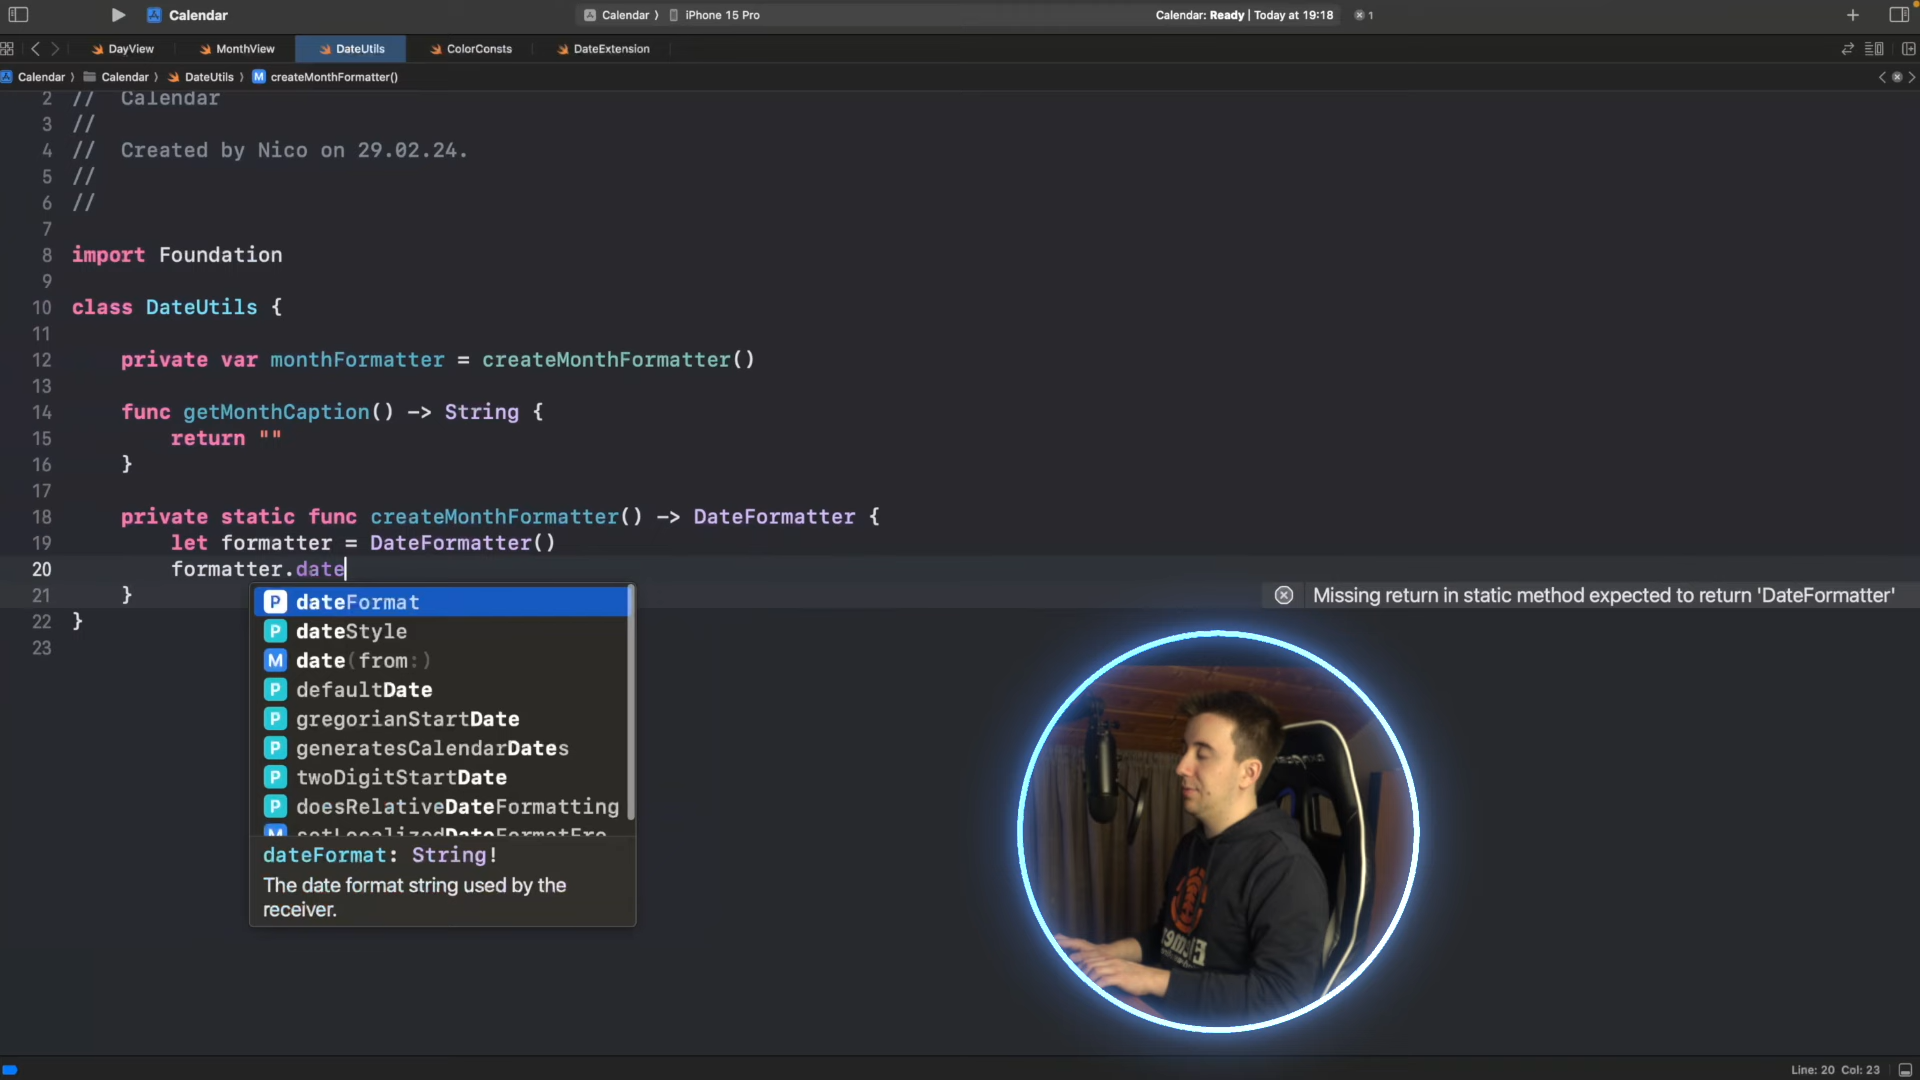 Calendar
Calendar 〉 iPhone 15 Pro
Calendar: Ready | Today at 19:18
1
DayView
MonthView
DateUtils
ColorConsts
DateExtension
Calendar 〉 Calendar 〉 DateUtils 〉 M createMonthFormatter()
2 // Calendar
3 //
4 // Created by Nico on 29.02.24.
5 //
6 //
7
8 import Foundation
9
10 class DateUtils {
11
12 private var monthFormatter = createMonthFormatter()
13
14 func getMonthCaption() -> String {
15 return ""
16 }
17
18 private static func createMonthFormatter() -> DateFormatter {
19 let formatter = DateFormatter()
20 formatter.date
21 }
Missing return in static method expected to return 'DateFormatter'
22 }
23
P dateFormat
P dateStyle
M date(from:)
P defaultDate
P gregorianStartDate
P generatesCalendarDates
P twoDigitStartDate
P doesRelativeDateFormatting
M setLocalizedDateFormatFro
dateFormat: String!
The date format string used by the
receiver.
Line: 20 Col: 23